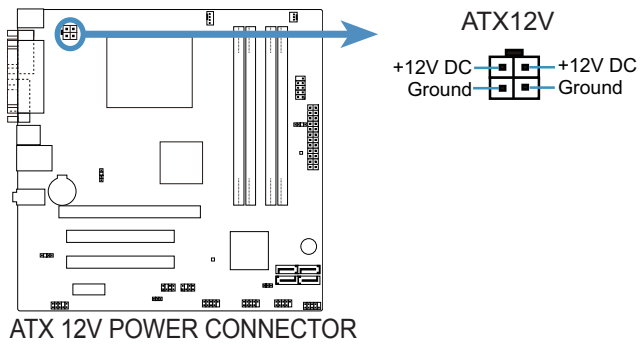 ATX12V
+12V DC
+12V DC
Ground
Ground
ATX 12V POWER CONNECTOR